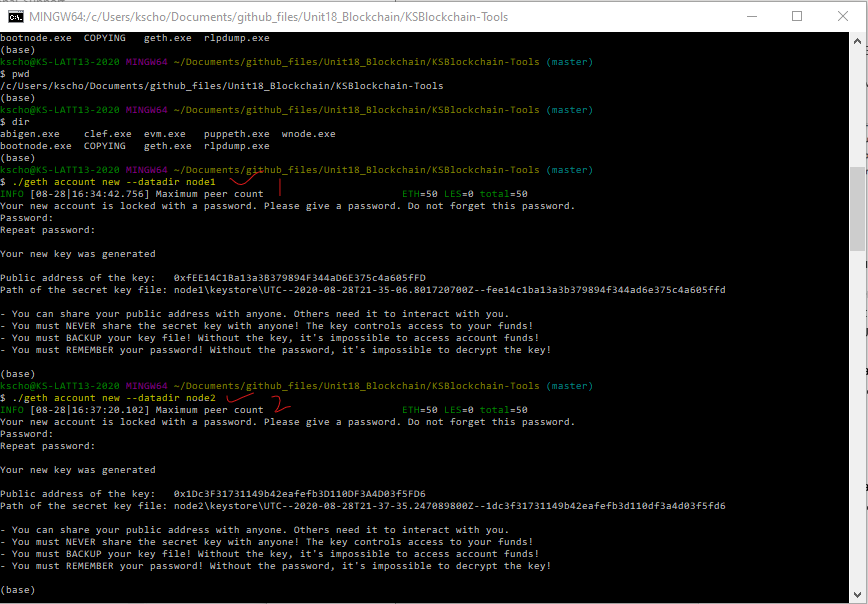 MINGW64:/c/Users/kscho/Documents/github_files/Unit18_Blockchain/KSBlockchain-Tools
bootnode.exe  COPYING   geth.exe  rlpdump.exe
(base)
kscho@KS-LATT13-2020 MINGW64 ~/Documents/github_files/Unit18_Blockchain/KSBlockchain-Tools (master)
$ pwd
/c/Users/kscho/Documents/github_files/Unit18_Blockchain/KSBlockchain-Tools
(base)
kscho@KS-LATT13-2020 MINGW64 ~/Documents/github_files/Unit18_Blockchain/KSBlockchain-Tools (master)
$ dir
abigen.exe    clef.exe  evm.exe   puppeth.exe  wnode.exe
bootnode.exe  COPYING   geth.exe  rlpdump.exe
(base)
kscho@KS-LATT13-2020 MINGW64 ~/Documents/github_files/Unit18_Blockchain/KSBlockchain-Tools (master)
$ ./geth account new --datadir node1
1
INFO [08-28|16:34:42.756] Maximum peer count                       ETH=50 LES=0 total=50
Your new account is locked with a password. Please give a password. Do not forget this password.
Password:
Repeat password:
Your new key was generated
Public address of the key:   0xfEE14C1Ba13a3B379894F344aD6E375c4a605fFD
Path of the secret key file: node1\keystore\UTC--2020-08-28T21-35-06.801720700Z--fee14c1ba13a3b379894f344ad6e375c4a605ffd
- You can share your public address with anyone. Others need it to interact with you.
- You must NEVER share the secret key with anyone! The key controls access to your funds!
- You must BACKUP your key file! Without the key, it's impossible to access account funds!
- You must REMEMBER your password! Without the password, it's impossible to decrypt the key!
(base)
kscho@KS-LATT13-2020 MINGW64 ~/Documents/github_files/Unit18_Blockchain/KSBlockchain-Tools (master)
$ ./geth account new --datadir node2
2
INFO [08-28|16:37:20.102] Maximum peer count                       ETH=50 LES=0 total=50
Your new account is locked with a password. Please give a password. Do not forget this password.
Password:
Repeat password:
Your new key was generated
Public address of the key:   0x1Dc3F31731149b42eafefb3D110DF3A4D03f5FD6
Path of the secret key file: node2\keystore\UTC--2020-08-28T21-37-35.247089800Z--1dc3f31731149b42eafefb3d110df3a4d03f5fd6
- You can share your public address with anyone. Others need it to interact with you.
- You must NEVER share the secret key with anyone! The key controls access to your funds!
- You must BACKUP your key file! Without the key, it's impossible to access account funds!
- You must REMEMBER your password! Without the password, it's impossible to decrypt the key!
(base)